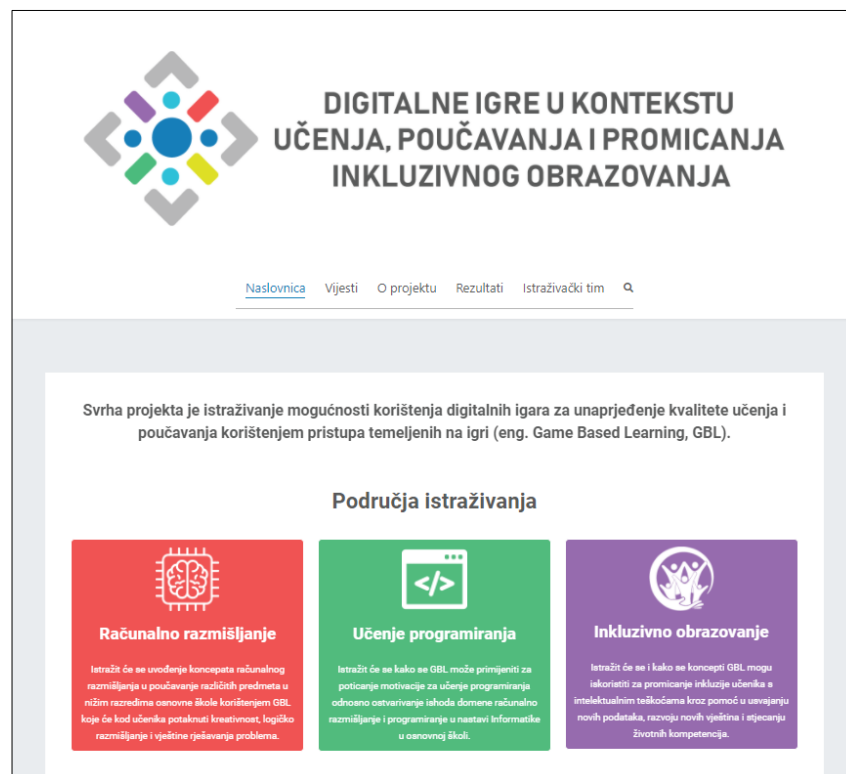 DIGITALNE IGRE U KONTEKSTU
UČENJA, POUČAVANJA I PROMICANJA
INKLUZIVNOG OBRAZOVANJA
Naslovnica Vijesti O projektu Rezultati Istraživački tim
Svrha projekta je istraživanje mogućnosti korištenja digitalnih igara za unaprjeđenje kvalitete učenja i
poučavanja korištenjem pristupa temeljenih na igri (eng. Game Based Learning, GBL).
Područja istraživanja
Računalno razmišljanje
Istražit će se uvođenje koncepata računalnog
razmišljanja u poučavanje različitih predmeta u
nižim razredima osnovne škole korištenjem GBL
koje će kod učenika potaknuti kreativnost, logičko
razmišljanje i vještine rješavanja problema.
</>
Učenje programiranja
Istražit će se kako se GBL može primijeniti za
poticanje motivacije za učenje programiranja
odnosno ostvarivanje ishoda domene računalno
razmišljanje i programiranje u nastavi Informatike
u osnovnoj školi.
Inkluzivno obrazovanje
Istražit će se i kako se koncepti GBL mogu
iskoristiti za promicanje inkluzije učenika s
intelektualnim teškoćama kroz pomoć u usvajanju
novih podataka, razvoju novih vještina i stjecanju
životnih kompetencija.